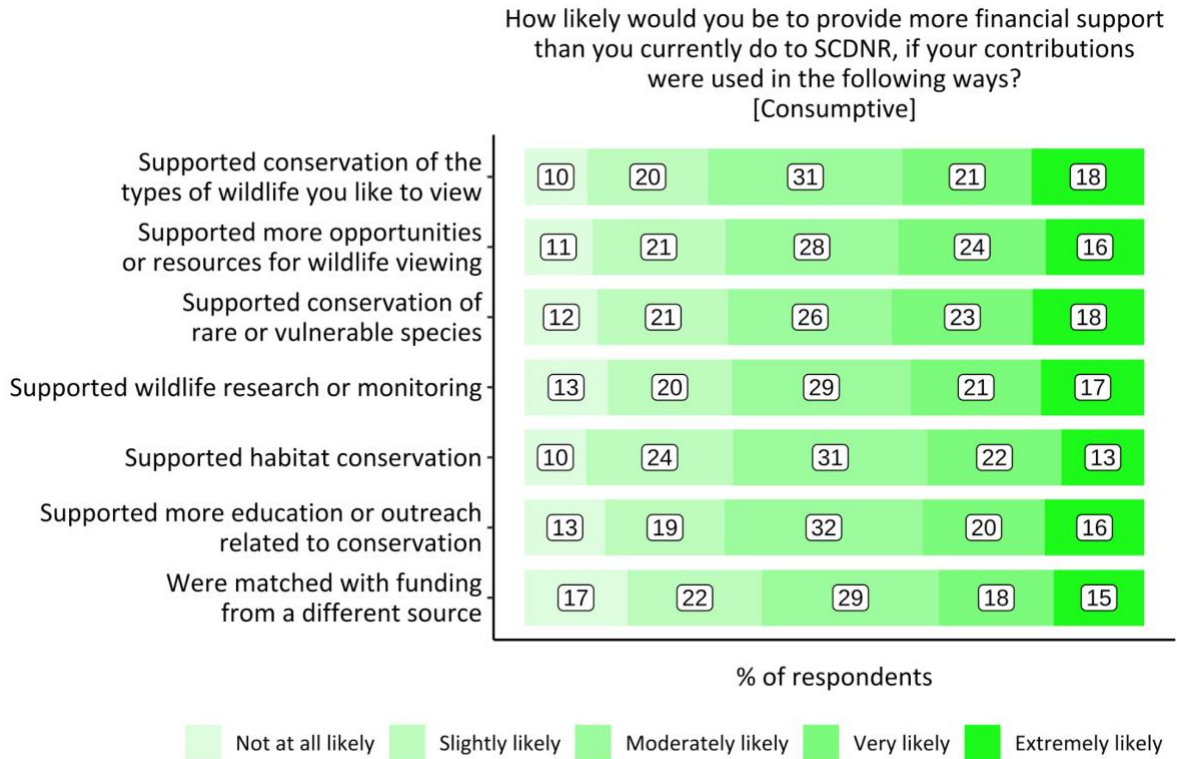 How likely would you be to provide more financial support
than you currently do to SCDNR, if your contributions
were used in the following ways?
[Consumptive]
Supported conservation of the
types of wildlife you like to view
10 20 31 21 18
Supported more opportunities
or resources for wildlife viewing
11 21 28 24 16
Supported conservation of
rare or vulnerable species
12 21 26 23 18
Supported wildlife research or monitoring
13 20 29 21 17
Supported habitat conservation
10 24 31 22 13
Supported more education or outreach
related to conservation
13 19 32 20 16
Were matched with funding
from a different source
17 22 29 18 15
% of respondents
Not at all likely Slightly likely Moderately likely Very likely Extremely likely